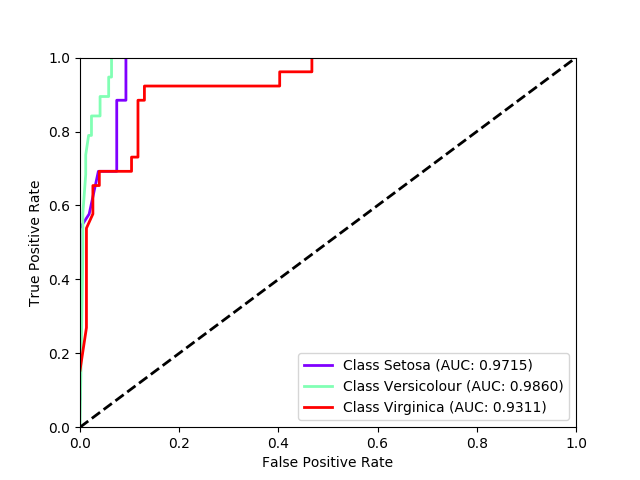 1.0
0.8
0.6
0.4
0.2
0.0
True Positive Rate
Class Setosa (AUC: 0.9715)
Class Versicolour (AUC: 0.9860)
Class Virginica (AUC: 0.9311)
0.0 0.2 0.4 0.6 0.8 1.0
False Positive Rate